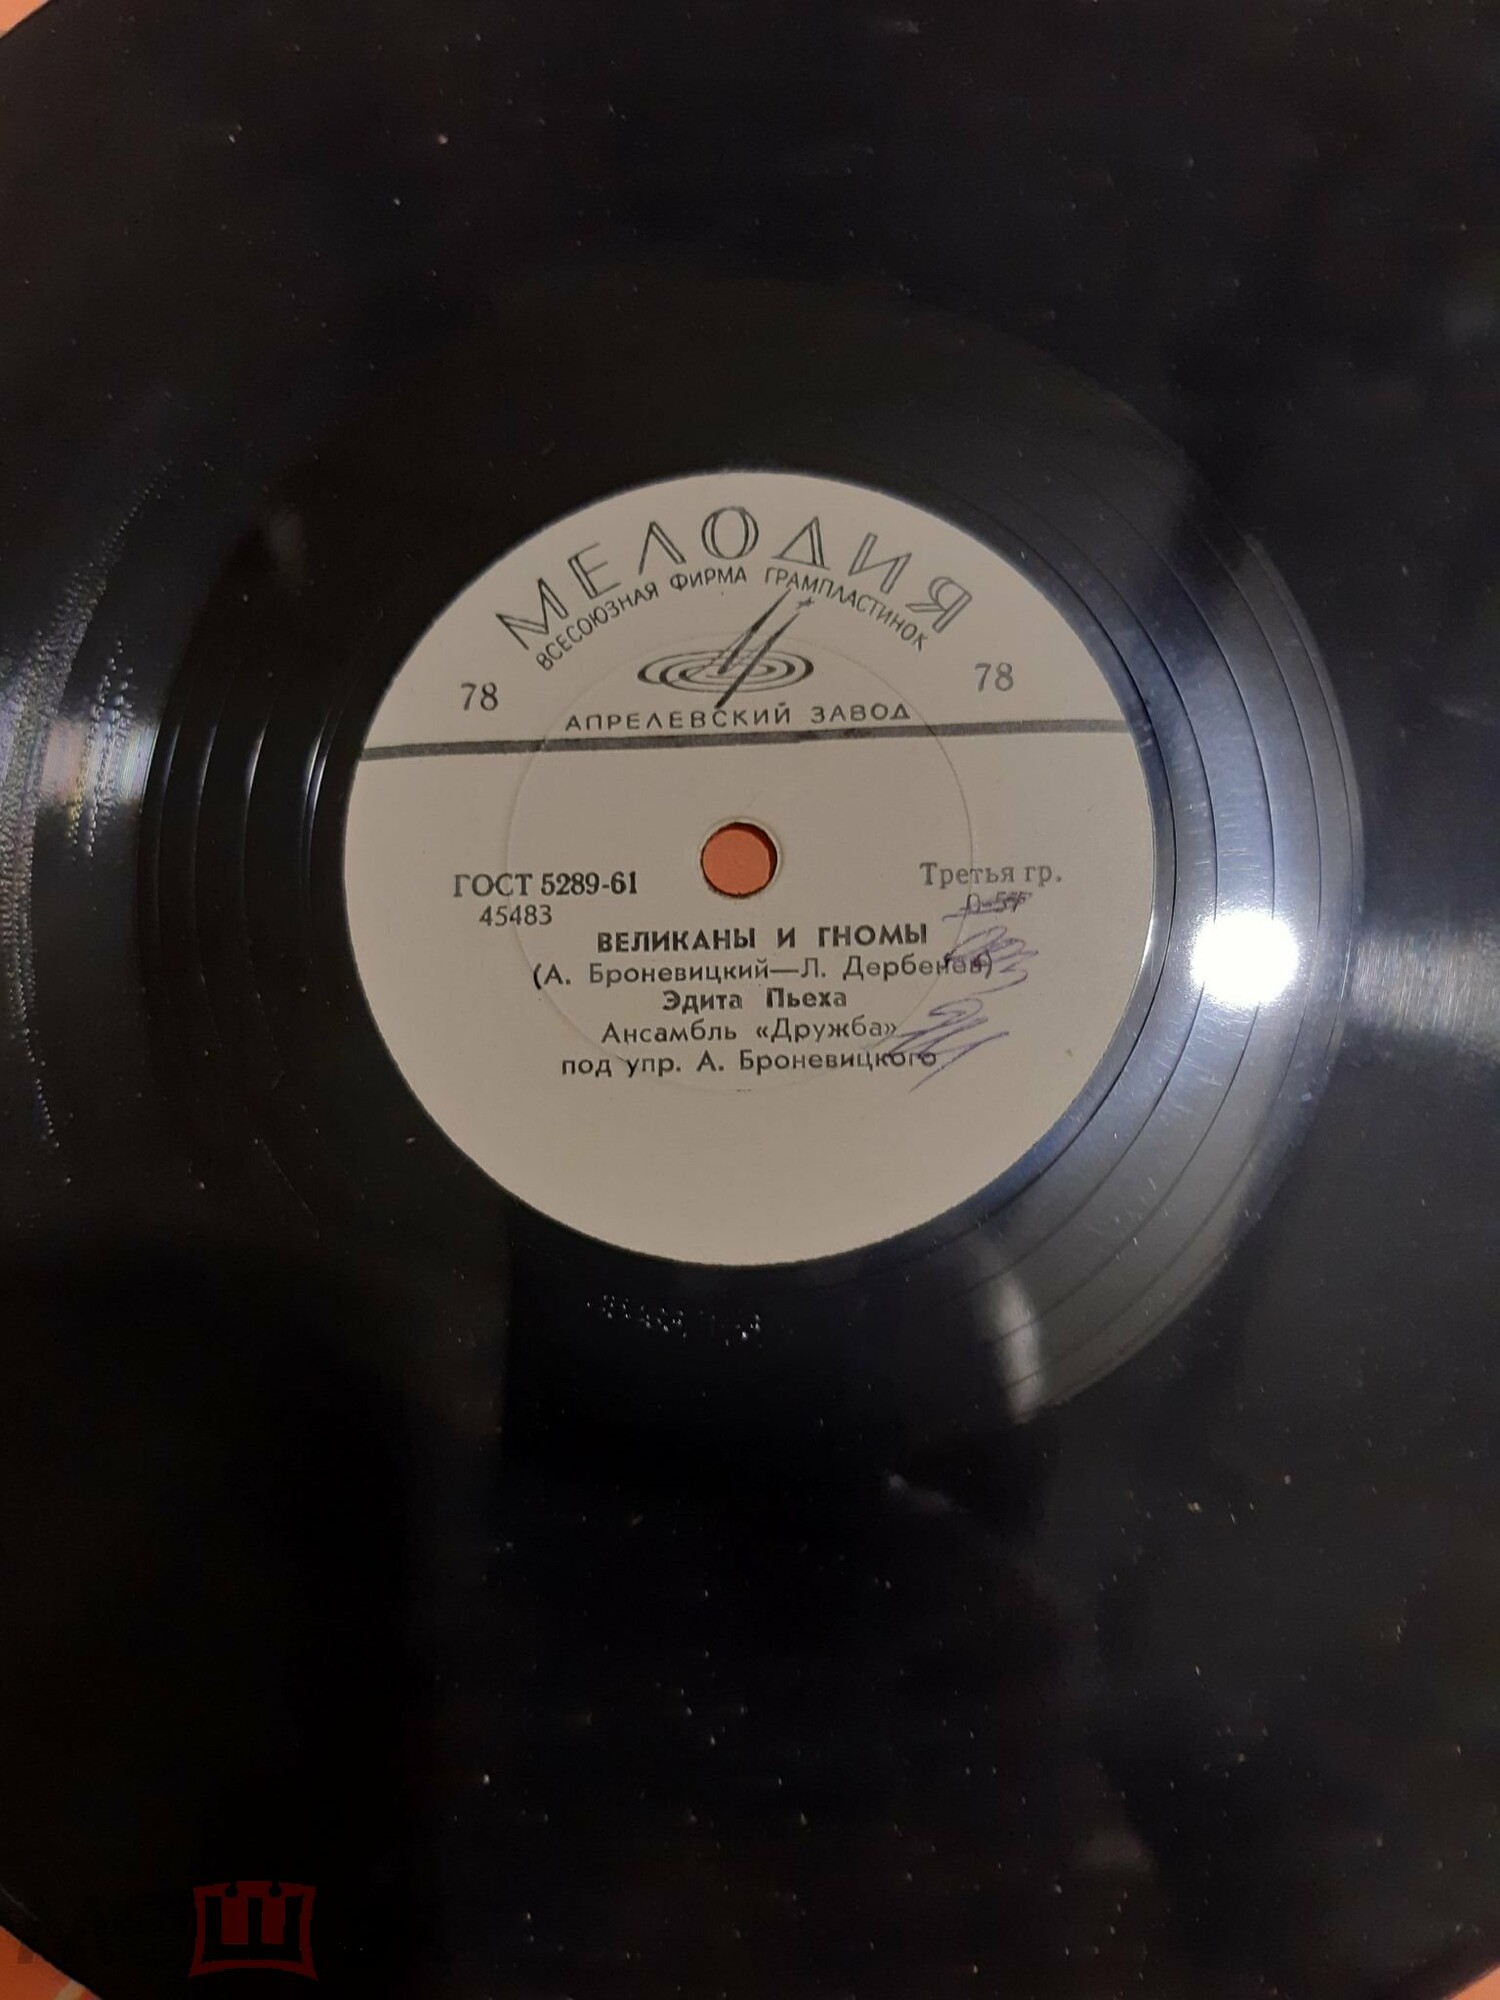 МЕЛОДИЯ
ВСЕСОЮЗНАЯ ФИРМА ГРАМПЛАСТИНОК
78 78
АПРЕЛЕВСКИЙ ЗАВОД
ГОСТ 5289-61 Третья гр.
45483
ВЕЛИКАНЫ И ГНОМЫ
(А. Броневицкий—Л. Дербенев)
Эдита Пьеха
Ансамбль «Дружба»
под упр. А. Броневицкого